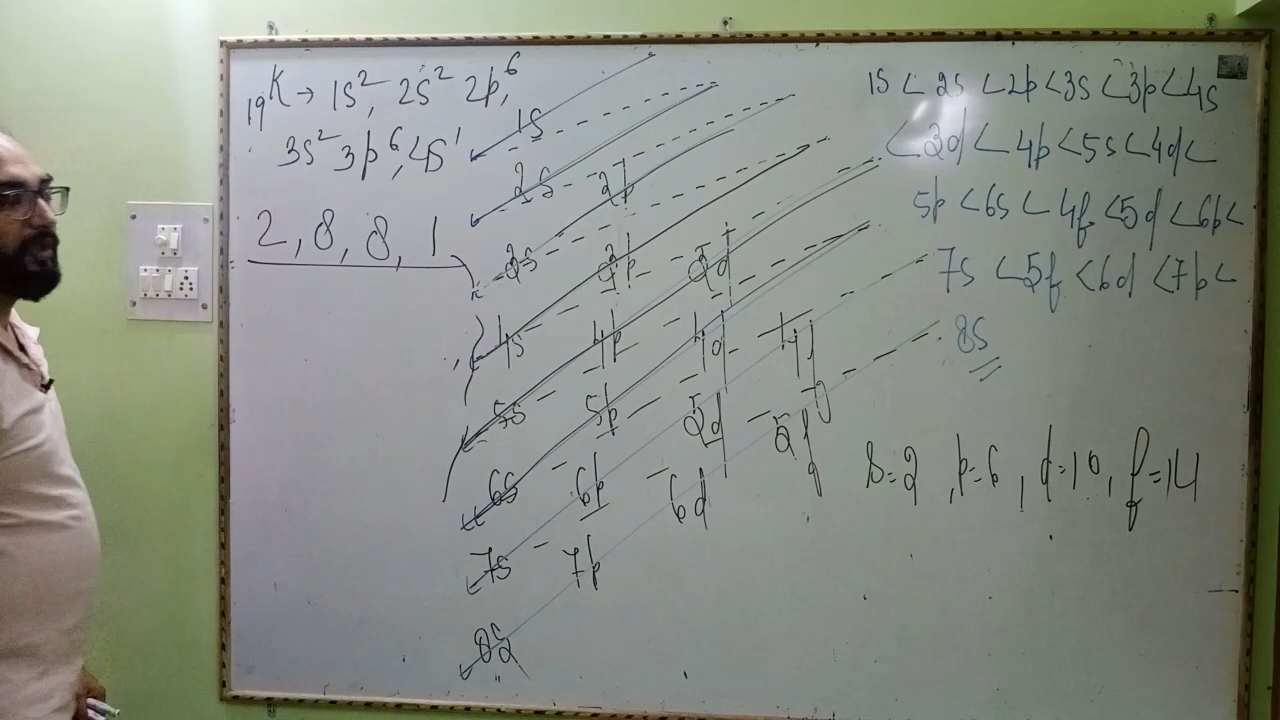 19K → 1s², 2s² 2p⁶,
3s² 3p⁶, 4s¹
2, 8, 8, 1
1s
2s 2p
3s 3p 3d
4s 4p 4d 4f
5s 5p 5d 5f
6s 6p 6d
7s 7p
8s
1s < 2s < 2p < 3s < 3p < 4s
< 3d < 4p < 5s < 4d <
5p < 6s < 4f < 5d < 6p <
7s < 5f < 6d < 7p <
8s
s=2, p=6, d=10, f=14